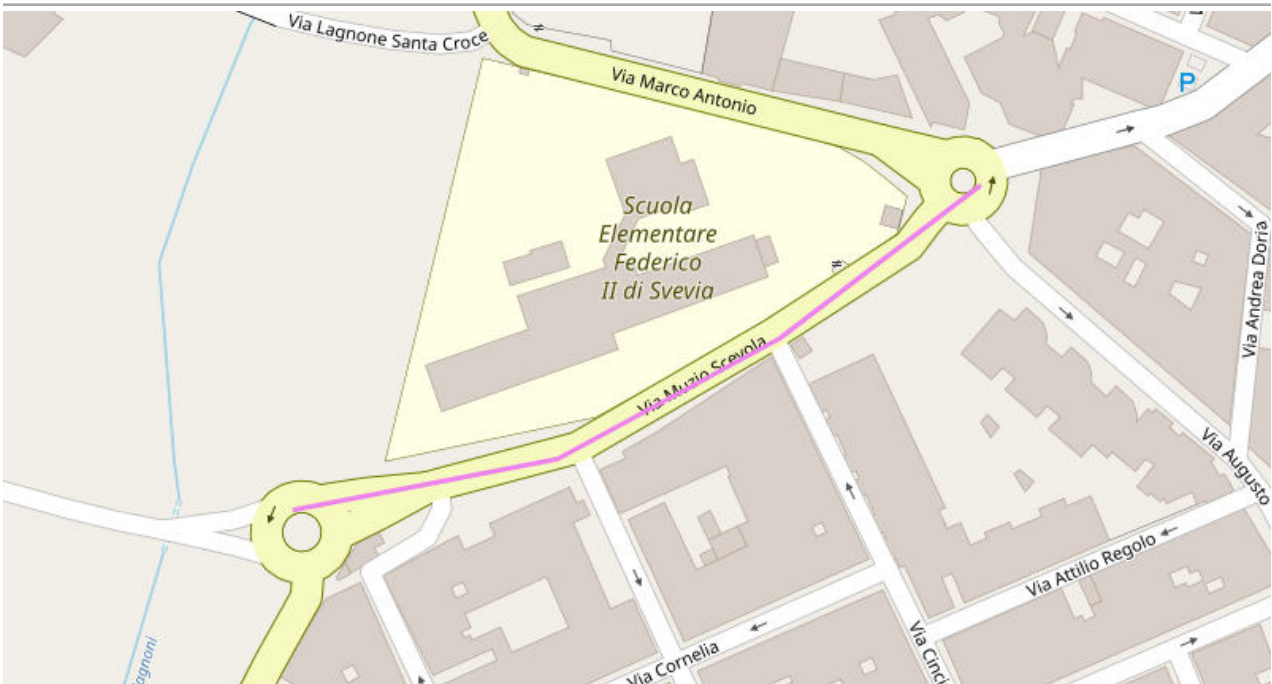 Via Lagnone Santa Croce
Via Marco Antonio
P
Scuola
Elementare
Federico
II di Svevia
Via Andrea Doria
Via Muzio Scevola
Via Augusto
Via Attilio Regolo
Via Cornelia
Via Cinci
agnoni